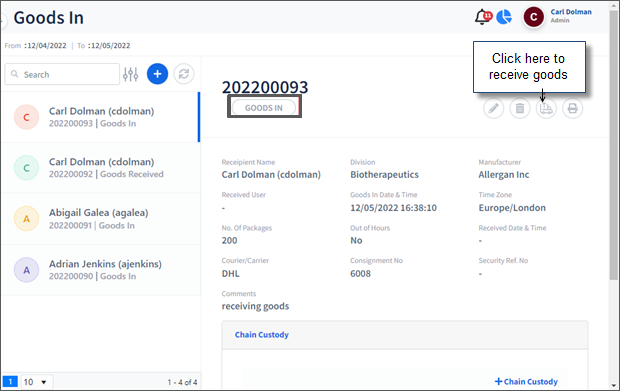 Goods In
11
Carl Dolman
Admin
C
From :12/04/2022 | To :12/05/2022
Click here to
receive goods
Search
202200093
GOODS IN
C
Carl Dolman (cdolman)
202200093 | Goods In
C
Carl Dolman (cdolman)
202200092 | Goods Received
A
Abigail Galea (agalea)
202200091 | Goods In
A
Adrian Jenkins (ajenkins)
202200090 | Goods In
Receipient Name
Division
Manufacturer
Carl Dolman (cdolman)
Biotherapeutics
Allergan Inc
Received User
Goods In Date & Time
Time Zone
-
12/05/2022 16:38:10
Europe/London
No. Of Packages
Out of Hours
Received Date & Time
200
No
-
Courier/Carrier
Consignment No
Security Ref. No
DHL
6008
-
Comments
receiving goods
Chain Custody
+ Chain Custody
1
10
1 - 4 of 4